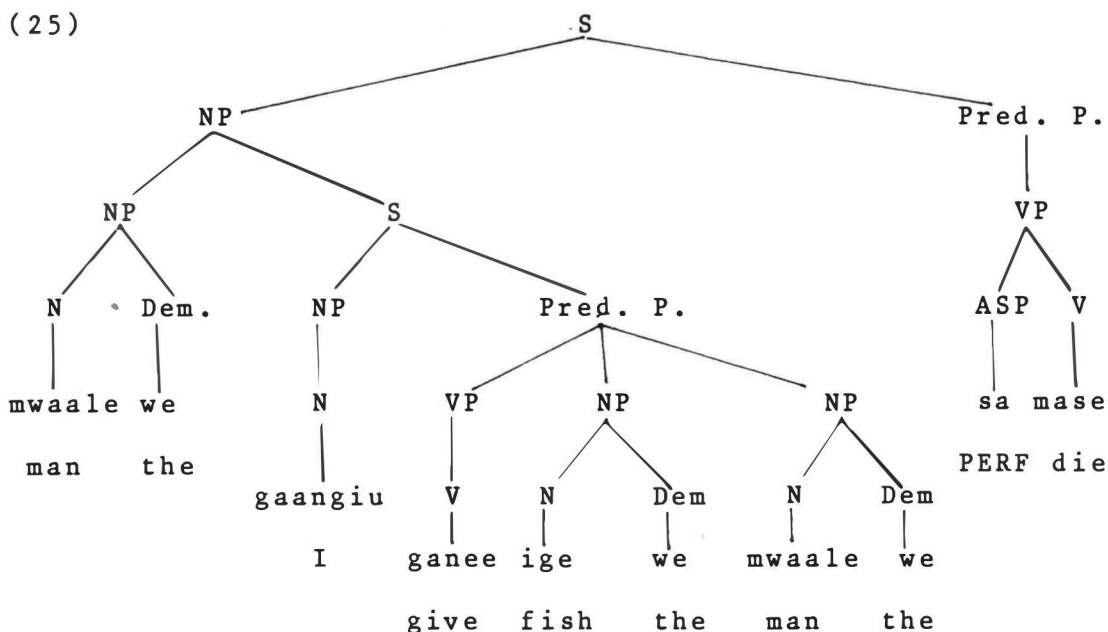 (25)
S
NP Pred. P.
NP S VP
N Dem. NP Pred. P. ASP V
mwaale we N VP NP NP sa mase
man the PERF die
gaangiu V N Dem N Dem
I ganee ige we mwaale we
give fish the man the